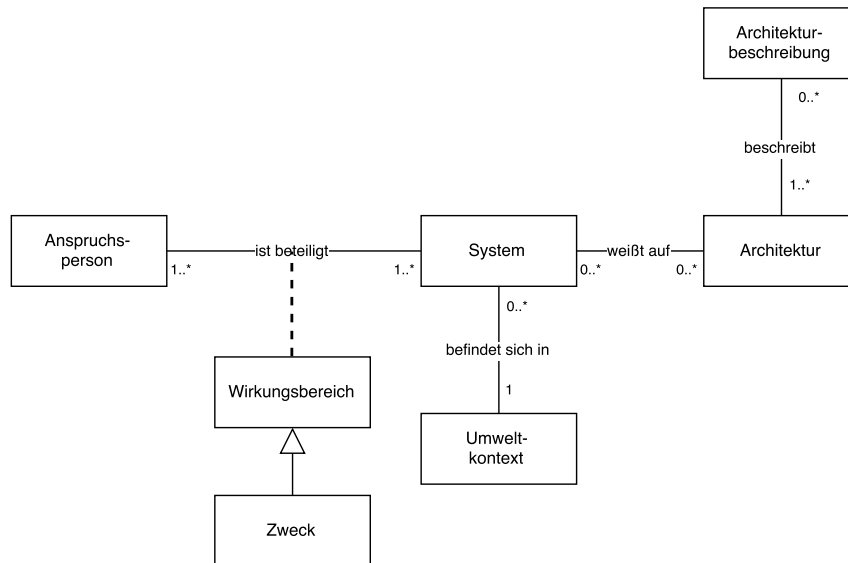 Architektur-
beschreibung
0..*
beschreibt
1..*
Anspruchs-
person
1..*
ist beteiligt
1..*
System
0..*
weißt auf
0..*
Architektur
0..*
befindet sich in
1
Wirkungsbereich
Umwelt-
kontext
Zweck